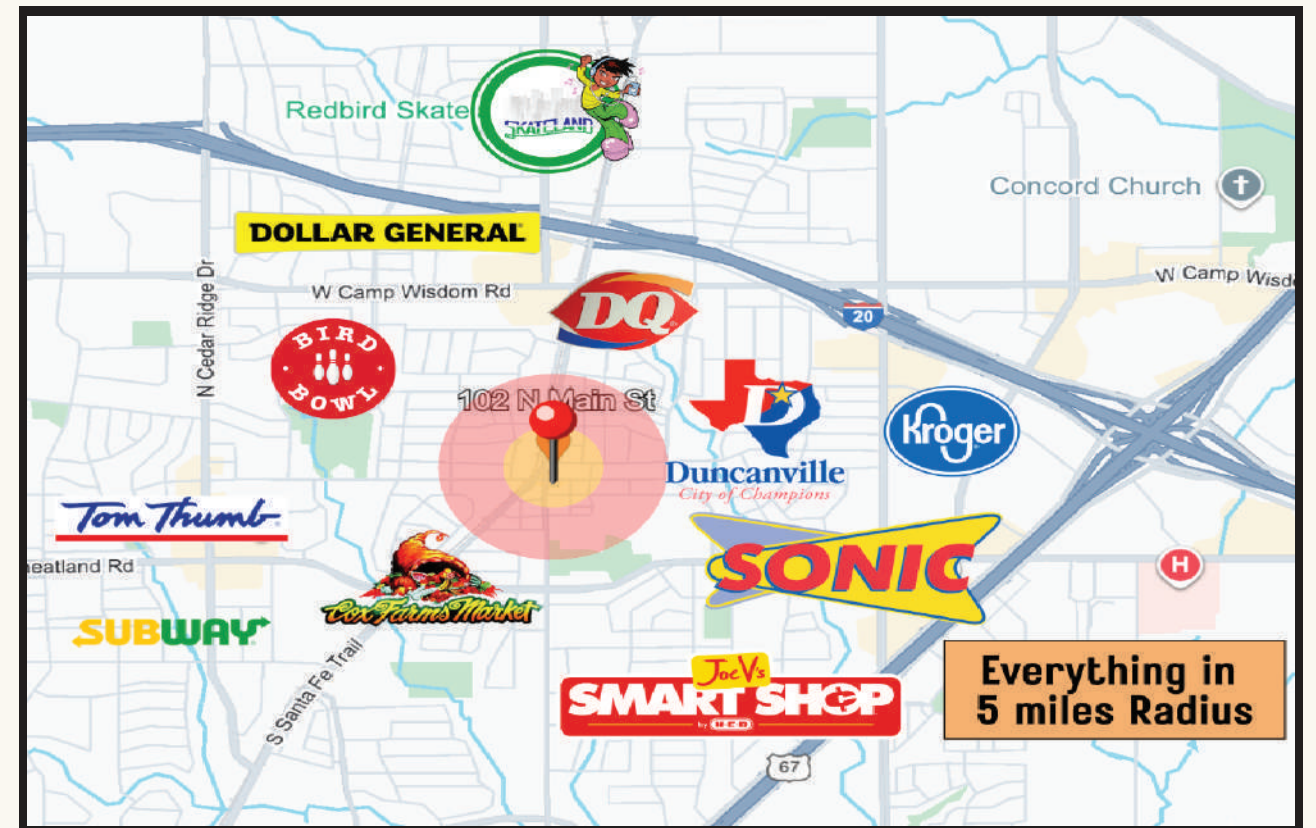 Redbird Skate
SKATELAND
Concord Church
DOLLAR GENERAL
W Camp Wisdom Rd
W Camp Wisd
N Cedar Ridge Dr
DQ
20
BIRD
BOWL
102 N Main St
D
Duncanville
City of Champions
Kroger
Tom Thumb
SONIC
eatland Rd
H
Cox Farms Market
SUBWAY
S Santa Fe Trail
Joe V's
SMART SHOP
by H-E-B
Everything in
5 miles Radius
67